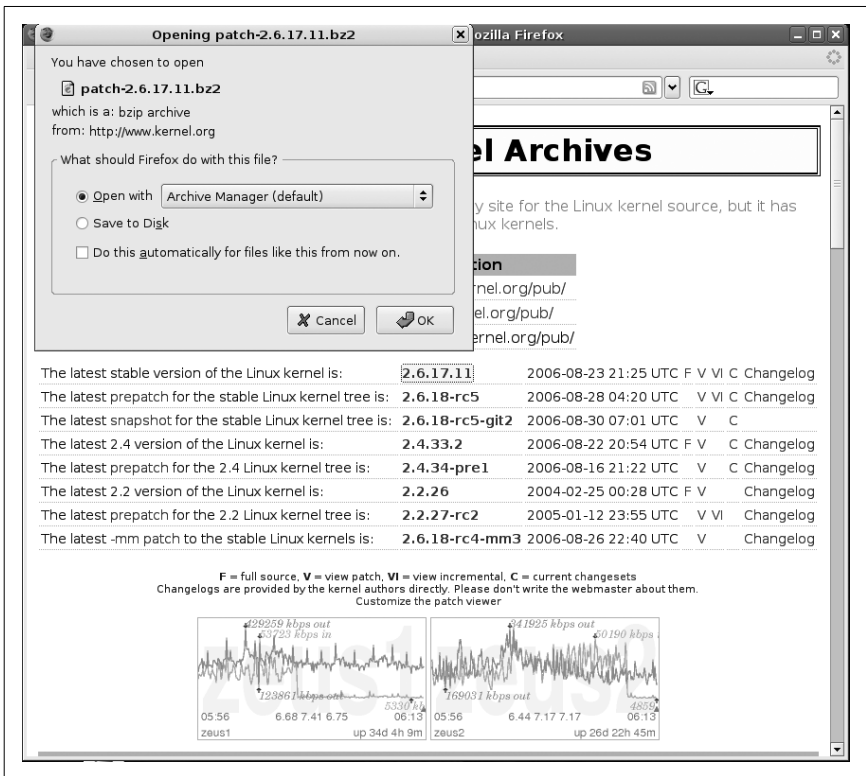 Opening patch-2.6.17.11.bz2
ozilla Firefox
You have chosen to open
patch-2.6.17.11.bz2
which is a: bzip archive
from: http://www.kernel.org
What should Firefox do with this file?
Open with Archive Manager (default)
Save to Disk
Do this automatically for files like this from now on.
Cancel OK
G
el Archives
y site for the Linux kernel source, but it has
nux kernels.
tion
rnel.org/pub/
el.org/pub/
ernel.org/pub/
The latest stable version of the Linux kernel is: 2.6.17.11 2006-08-23 21:25 UTC F V VI C Changelog
The latest prepatch for the stable Linux kernel tree is: 2.6.18-rc5 2006-08-28 04:20 UTC V VI C Changelog
The latest snapshot for the stable Linux kernel tree is: 2.6.18-rc5-git2 2006-08-30 07:01 UTC V C
The latest 2.4 version of the Linux kernel is: 2.4.33.2 2006-08-22 20:54 UTC F V C Changelog
The latest prepatch for the 2.4 Linux kernel tree is: 2.4.34-pre1 2006-08-16 21:22 UTC V C Changelog
The latest 2.2 version of the Linux kernel is: 2.2.26 2004-02-25 00:28 UTC F V Changelog
The latest prepatch for the 2.2 Linux kernel tree is: 2.2.27-rc2 2005-01-12 23:55 UTC V VI Changelog
The latest -mm patch to the stable Linux kernels is: 2.6.18-rc4-mm3 2006-08-26 22:40 UTC V Changelog
F = full source, V = view patch, VI = view incremental, C = current changesets
Changelogs are provided by the kernel authors directly. Please don't write the webmaster about them.
Customize the patch viewer
429259 kbps out
53723 kbps in
zeus1
123861 kbps out
5330 kb
05:56 6.68 7.41 6.75 06:13
zeus1 up 34d 4h 9m
341925 kbps out
50190 kbps
zeus2
169031 kbps out
4859
05:56 6.44 7.17 7.17 06:13
zeus2 up 26d 22h 45m